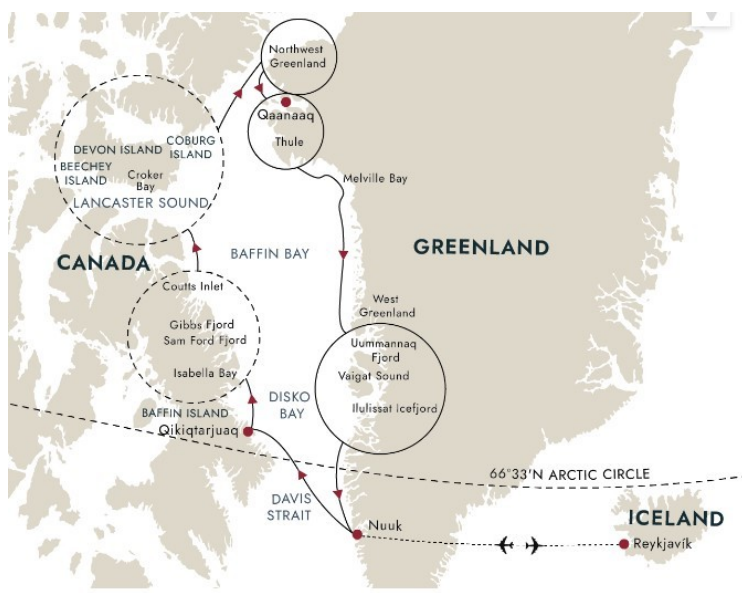 Northwest
Greenland
Qaanaaq
Thule
COBURG
ISLAND
DEVON ISLAND
BEECHEY
ISLAND
Croker
Bay
LANCASTER SOUND
Melville Bay
BAFFIN BAY
GREENLAND
CANADA
Coutts Inlet
West
Greenland
Gibbs Fjord
Sam Ford Fjord
Uummannaq
Fjord
Vaigat Sound
Isabella Bay
DISKO
BAY
Ilulissat Icefjord
BAFFIN ISLAND
Qikiqtarjuaq
66°33'N ARCTIC CIRCLE
DAVIS
STRAIT
Nuuk
ICELAND
Reykjavík